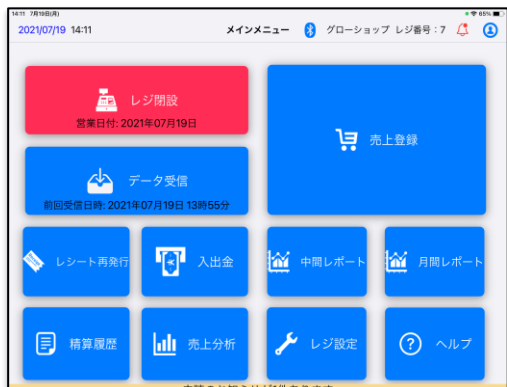 14:11 7月19日(月)
65%
2021/07/19 14:11
メインメニュー
グローショップ レジ番号:7
レジ閉設
営業日付: 2021年07月19日
売上登録
データ受信
前回受信日時: 2021年07月19日 13時55分
レシート再発行
入出金
中間レポート
月間レポート
精算履歴
売上分析
レジ設定
ヘルプ